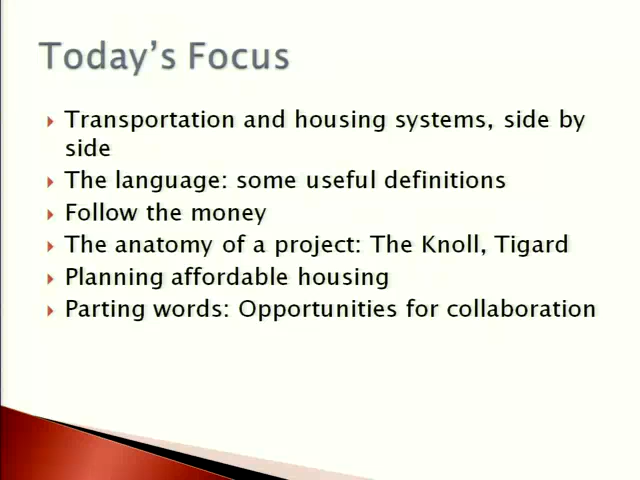 Today's Focus
Transportation and housing systems, side by
side
The language: some useful definitions
Follow the money
The anatomy of a project: The Knoll, Tigard
Planning affordable housing
Parting words: Opportunities for collaboration